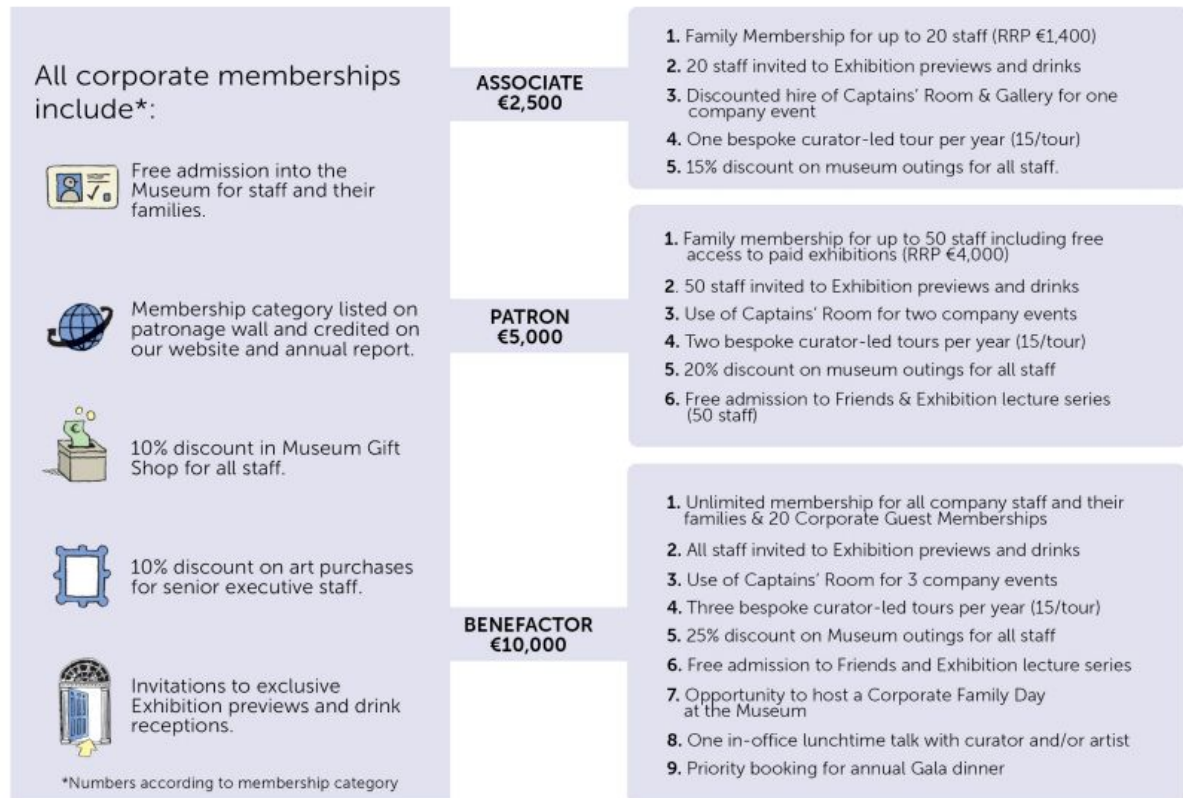 All corporate memberships
include*:
Free admission into the
Museum for staff and their
families.
Membership category listed on
patronage wall and credited on
our website and annual report.
10% discount in Museum Gift
Shop for all staff.
10% discount on art purchases
for senior executive staff.
Invitations to exclusive
Exhibition previews and drink
receptions.
*Numbers according to membership category
ASSOCIATE
€2,500
1. Family Membership for up to 20 staff (RRP €1,400)
2. 20 staff invited to Exhibition previews and drinks
3. Discounted hire of Captains' Room & Gallery for one
company event
4. One bespoke curator-led tour per year (15/tour)
5. 15% discount on museum outings for all staff.
PATRON
€5,000
1. Family membership for up to 50 staff including free
access to paid exhibitions (RRP €4,000)
2. 50 staff invited to Exhibition previews and drinks
3. Use of Captains' Room for two company events
4. Two bespoke curator-led tours per year (15/tour)
5. 20% discount on museum outings for all staff
6. Free admission to Friends & Exhibition lecture series
(50 staff)
BENEFACTOR
€10,000
1. Unlimited membership for all company staff and their
families & 20 Corporate Guest Memberships
2. All staff invited to Exhibition previews and drinks
3. Use of Captains' Room for 3 company events
4. Three bespoke curator-led tours per year (15/tour)
5. 25% discount on Museum outings for all staff
6. Free admission to Friends and Exhibition lecture series
7. Opportunity to host a Corporate Family Day
at the Museum
8. One in-office lunchtime talk with curator and/or artist
9. Priority booking for annual Gala dinner